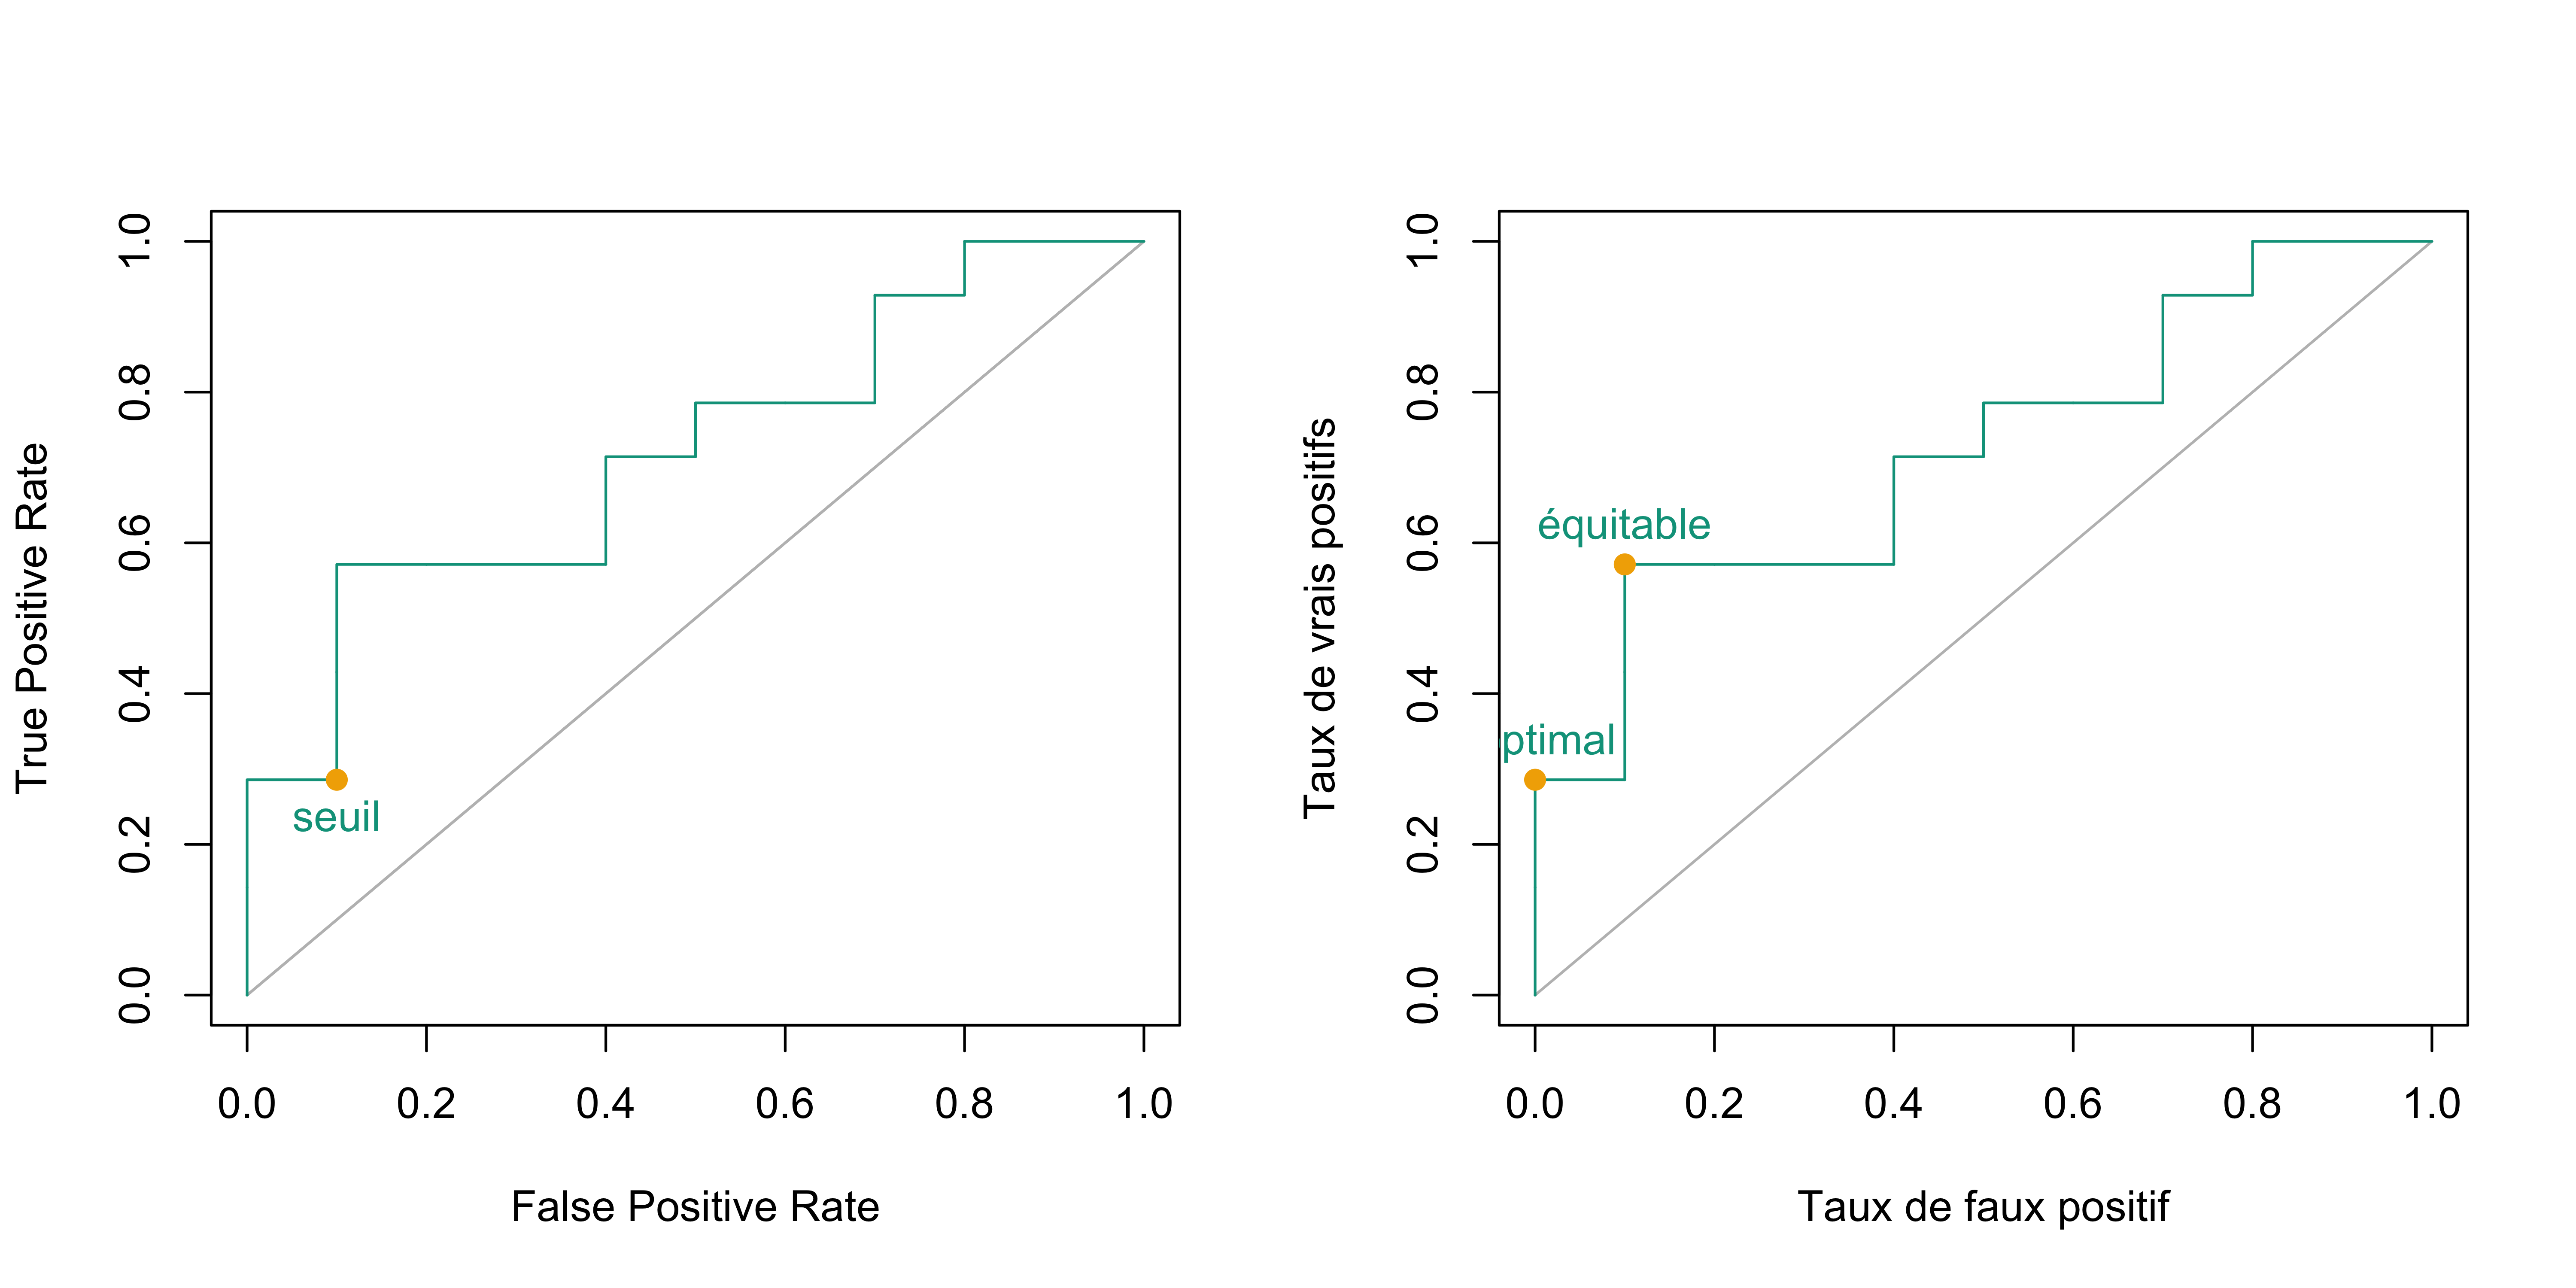 True Positive Rate
1.0
0.8
0.6
0.4
0.2
0.0
seuil
0.0 0.2 0.4 0.6 0.8 1.0
False Positive Rate
Taux de vrais positifs
1.0
0.8
0.6
0.4
0.2
0.0
équitable
ptimal
0.0 0.2 0.4 0.6 0.8 1.0
Taux de faux positif